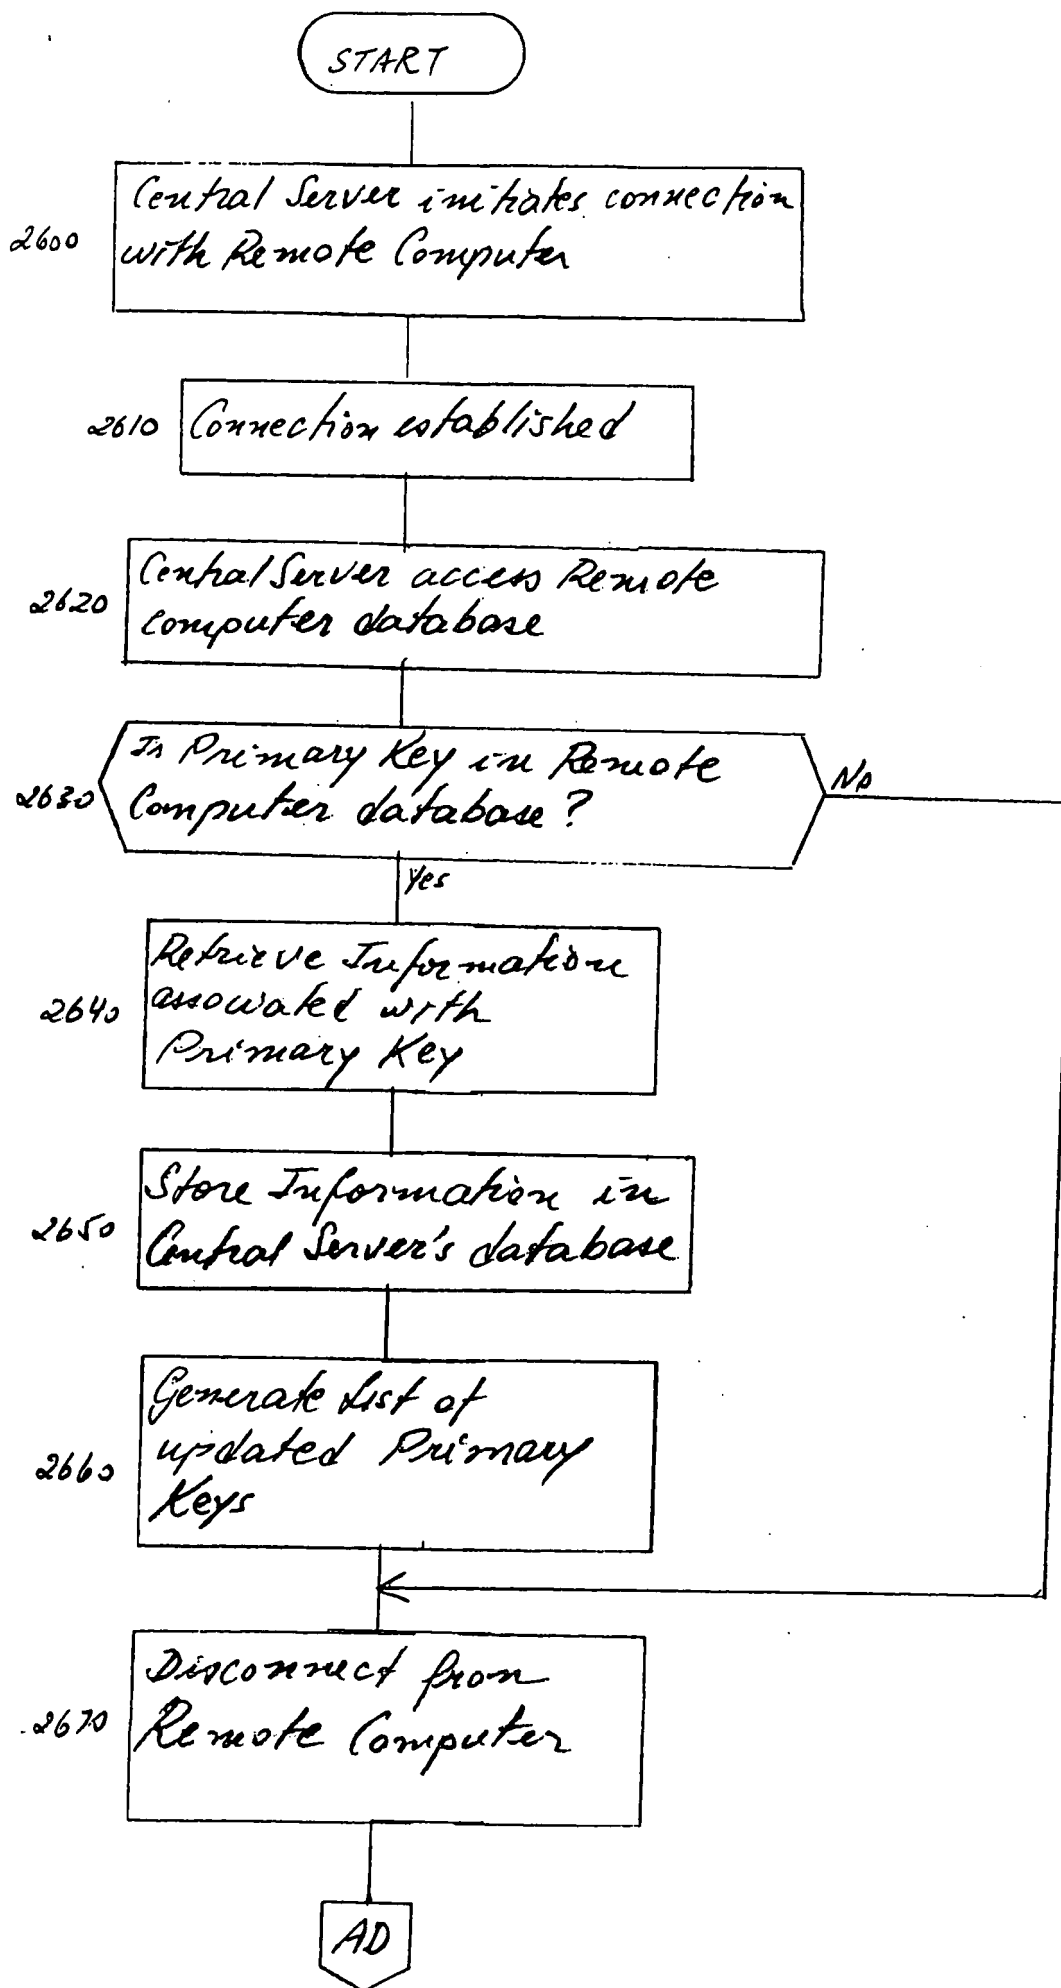 START
Central Server initiates connection
2600 with Remote Computer
2610 Connection established
Central Server access Remote
2620 computer database
Is Primary Key in Remote
2630 Computer database?
No
Yes
Retrieve Information
2640 associated with
Primary Key
Store Information in
2650 Central Server's database
Generate List of
updated Primary
2660 Keys
Disconnect from
2670 Remote Computer
AD